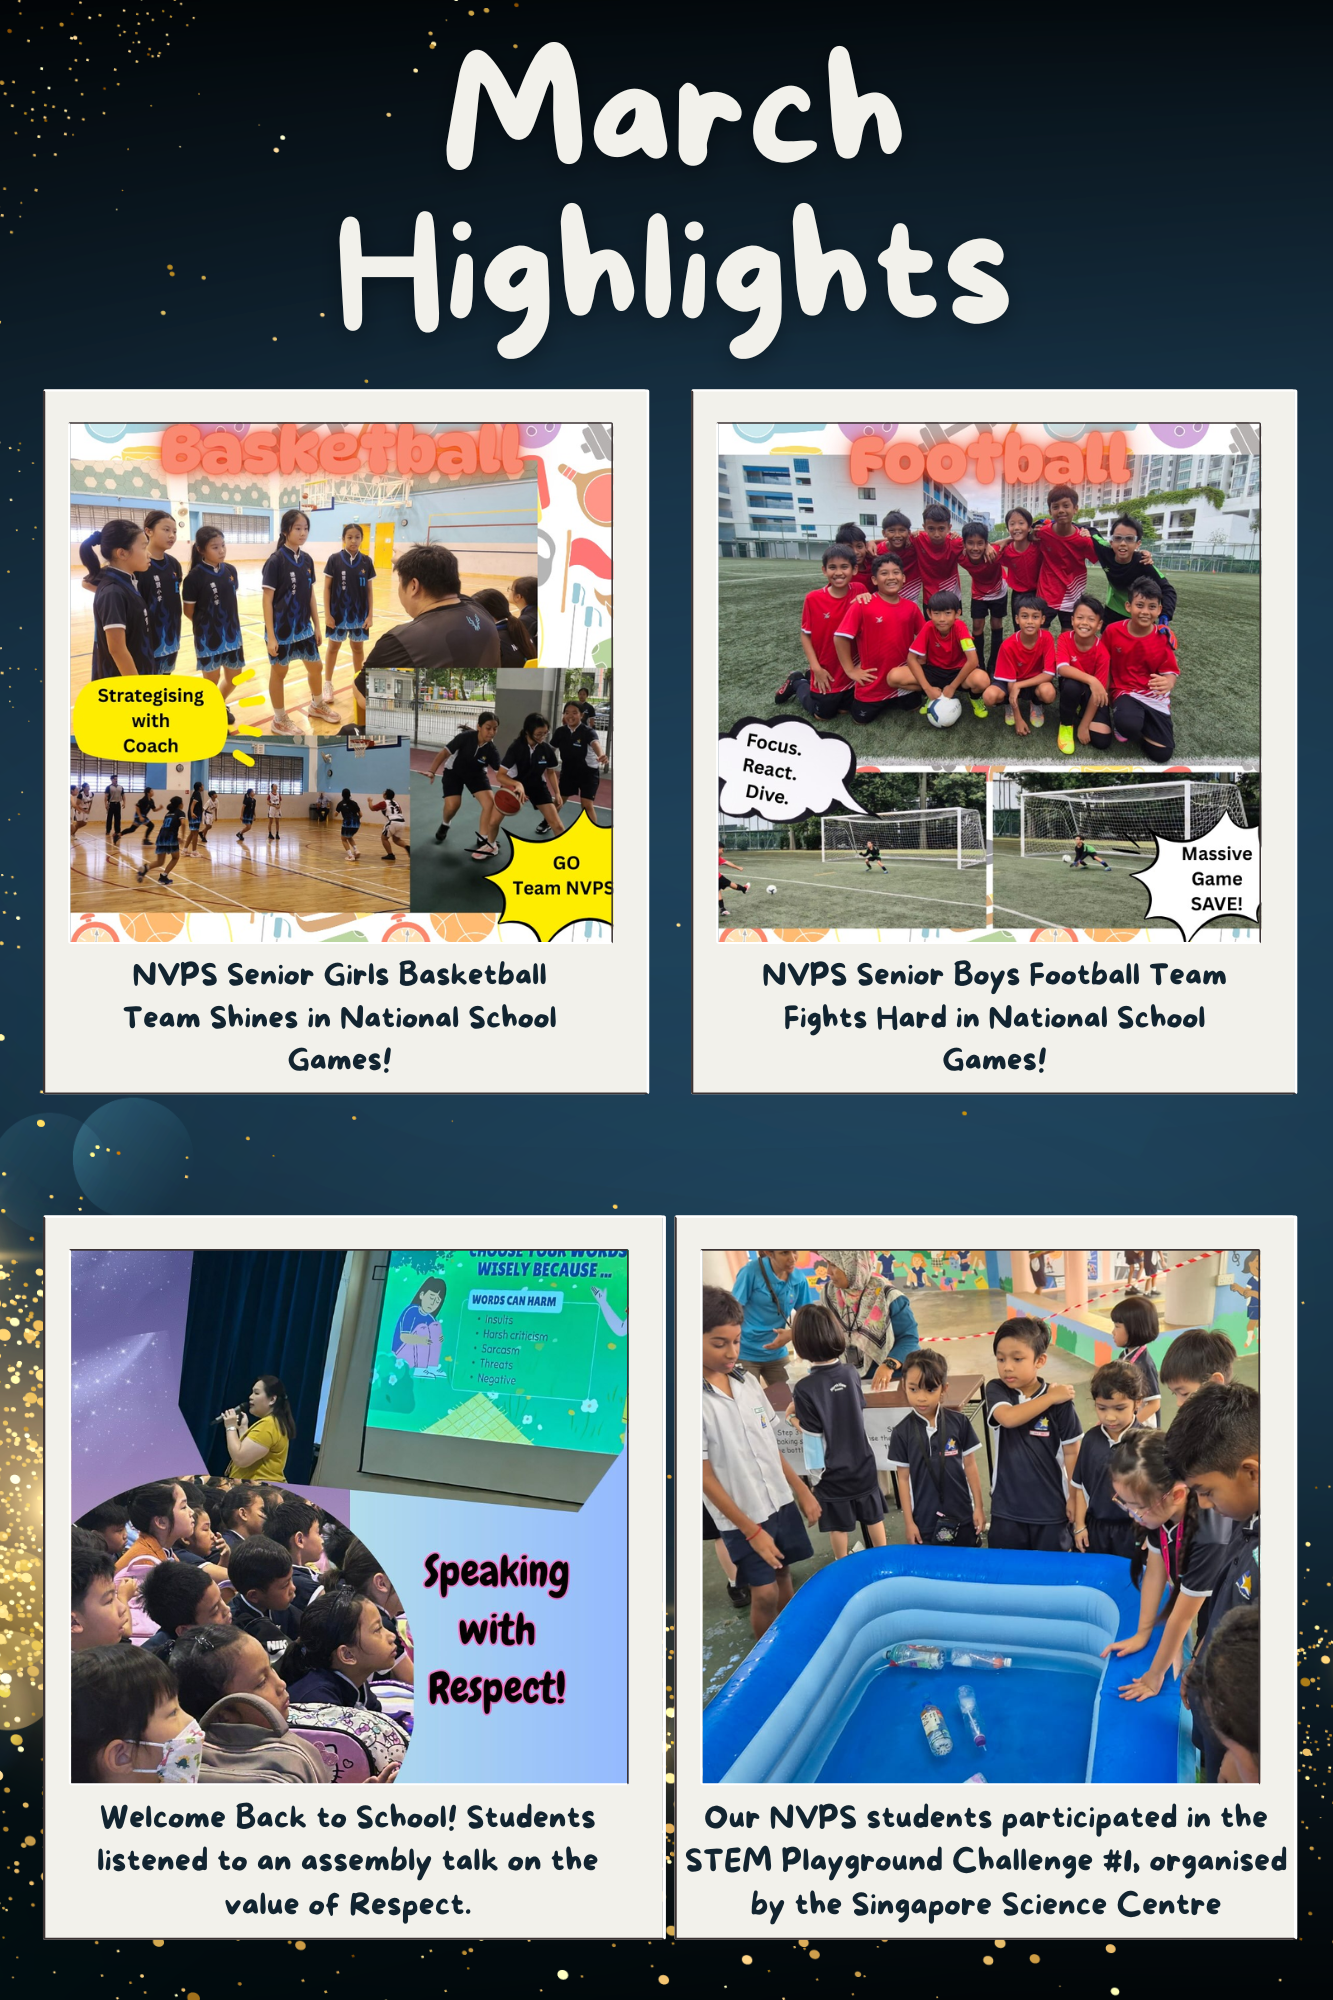 March
Highlights
Basketball
Strategising
with
Coach
GO
Team NVPS
NVPS Senior Girls Basketball
Team Shines in National School
Games!
Football
Focus.
React.
Dive.
Massive
Game
SAVE!
NVPS Senior Boys Football Team
Fights Hard in National School
Games!
CHOOSE YOUR WORDS
WISELY BECAUSE...
WORDS CAN HARM
• Insults
• Harsh criticism
• Sarcasm
• Threats
• Negative
Speaking
with
Respect!
Welcome Back to School! Students
listened to an assembly talk on the
value of Respect.
Step
Our NVPS students participated in the
STEM Playground Challenge #1, organised
by the Singapore Science Centre